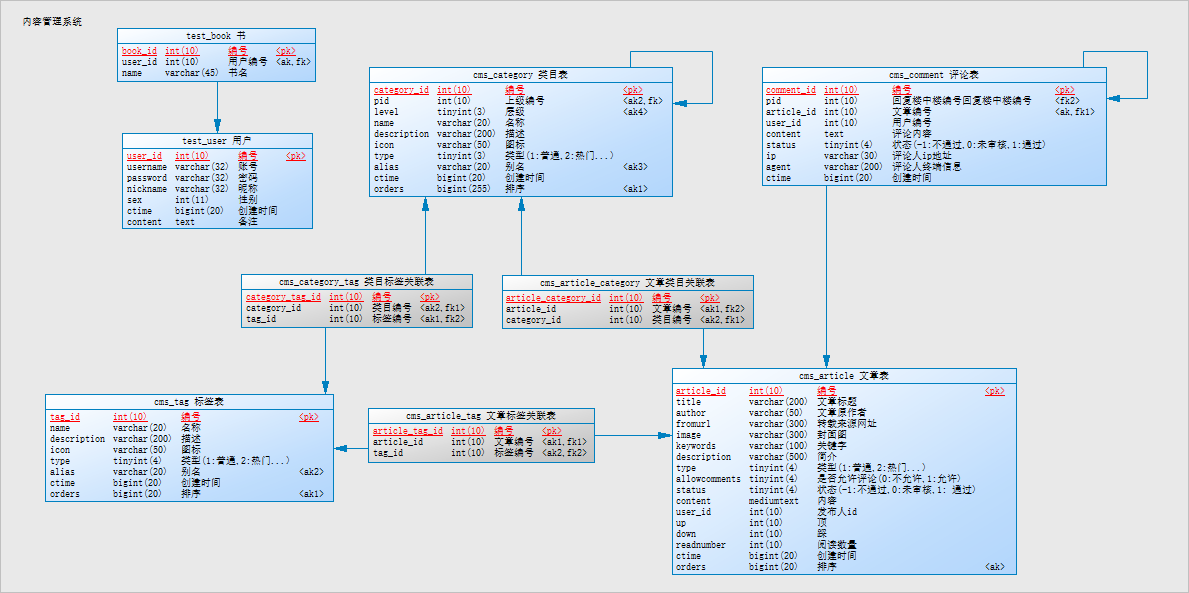 内容管理系统
test_book 书
book_id int(10) 编号 <pk>
user_id int(10) 用户编号 <ak,fk>
name varchar(45) 书名
test_user 用户
user_id int(10) 编号 <pk>
username varchar(32) 账号
password varchar(32) 密码
nickname varchar(32) 昵称
sex int(11) 性别
ctime bigint(20) 创建时间
content text 备注
cms_category 类目表
category_id int(10) 编号 <pk>
pid int(10) 上级编号 <ak2,fk>
level tinyint(3) 层级 <ak4>
name varchar(20) 名称
description varchar(200) 描述
icon varchar(50) 图标
type tinyint(3) 类型(1:普通,2:热门...)
alias varchar(20) 别名 <ak3>
ctime bigint(20) 创建时间
orders bigint(255) 排序 <ak1>
cms_comment 评论表
comment_id int(10) 编号 <pk>
pid int(10) 回复楼中楼编号回复楼中楼编号 <fk2>
article_id int(10) 文章编号 <ak,fk1>
user_id int(10) 用户编号
content text 评论内容
status tinyint(4) 状态(-1:不通过,0:未审核,1:通过)
ip varchar(30) 评论人ip地址
agent varchar(200) 评论人终端信息
ctime bigint(20) 创建时间
cms_category_tag 类目标签关联表
category_tag_id int(10) 编号 <pk>
category_id int(10) 类目编号 <ak2,fk1>
tag_id int(10) 标签编号 <ak1,fk2>
cms_article_category 文章类目关联表
article_category_id int(10) 编号 <pk>
article_id int(10) 文章编号 <ak1,fk2>
category_id int(10) 类目编号 <ak2,fk1>
cms_tag 标签表
tag_id int(10) 编号 <pk>
name varchar(20) 名称
description varchar(200) 描述
icon varchar(50) 图标
type tinyint(4) 类型(1:普通,2:热门...)
alias varchar(20) 别名 <ak2>
ctime bigint(20) 创建时间
orders bigint(20) 排序 <ak1>
cms_article_tag 文章标签关联表
article_tag_id int(10) 编号 <pk>
article_id int(10) 文章编号 <ak1,fk1>
tag_id int(10) 标签编号 <ak2,fk2>
cms_article 文章表
article_id int(10) 编号 <pk>
title varchar(200) 文章标题
author varchar(50) 文章原作者
fromurl varchar(300) 转载来源网址
image varchar(300) 封面图
keywords varchar(100) 关键字
description varchar(500) 简介
type tinyint(4) 类型(1:普通,2:热门...)
allowcomments tinyint(4) 是否允许评论(0:不允许,1:允许)
status tinyint(4) 状态(-1:不通过,0:未审核,1: 通过)
content mediumtext 内容
user_id int(10) 发布人id
up int(10) 顶
down int(10) 踩
readnumber int(10) 阅读数量
ctime bigint(20) 创建时间
orders bigint(20) 排序 <ak>